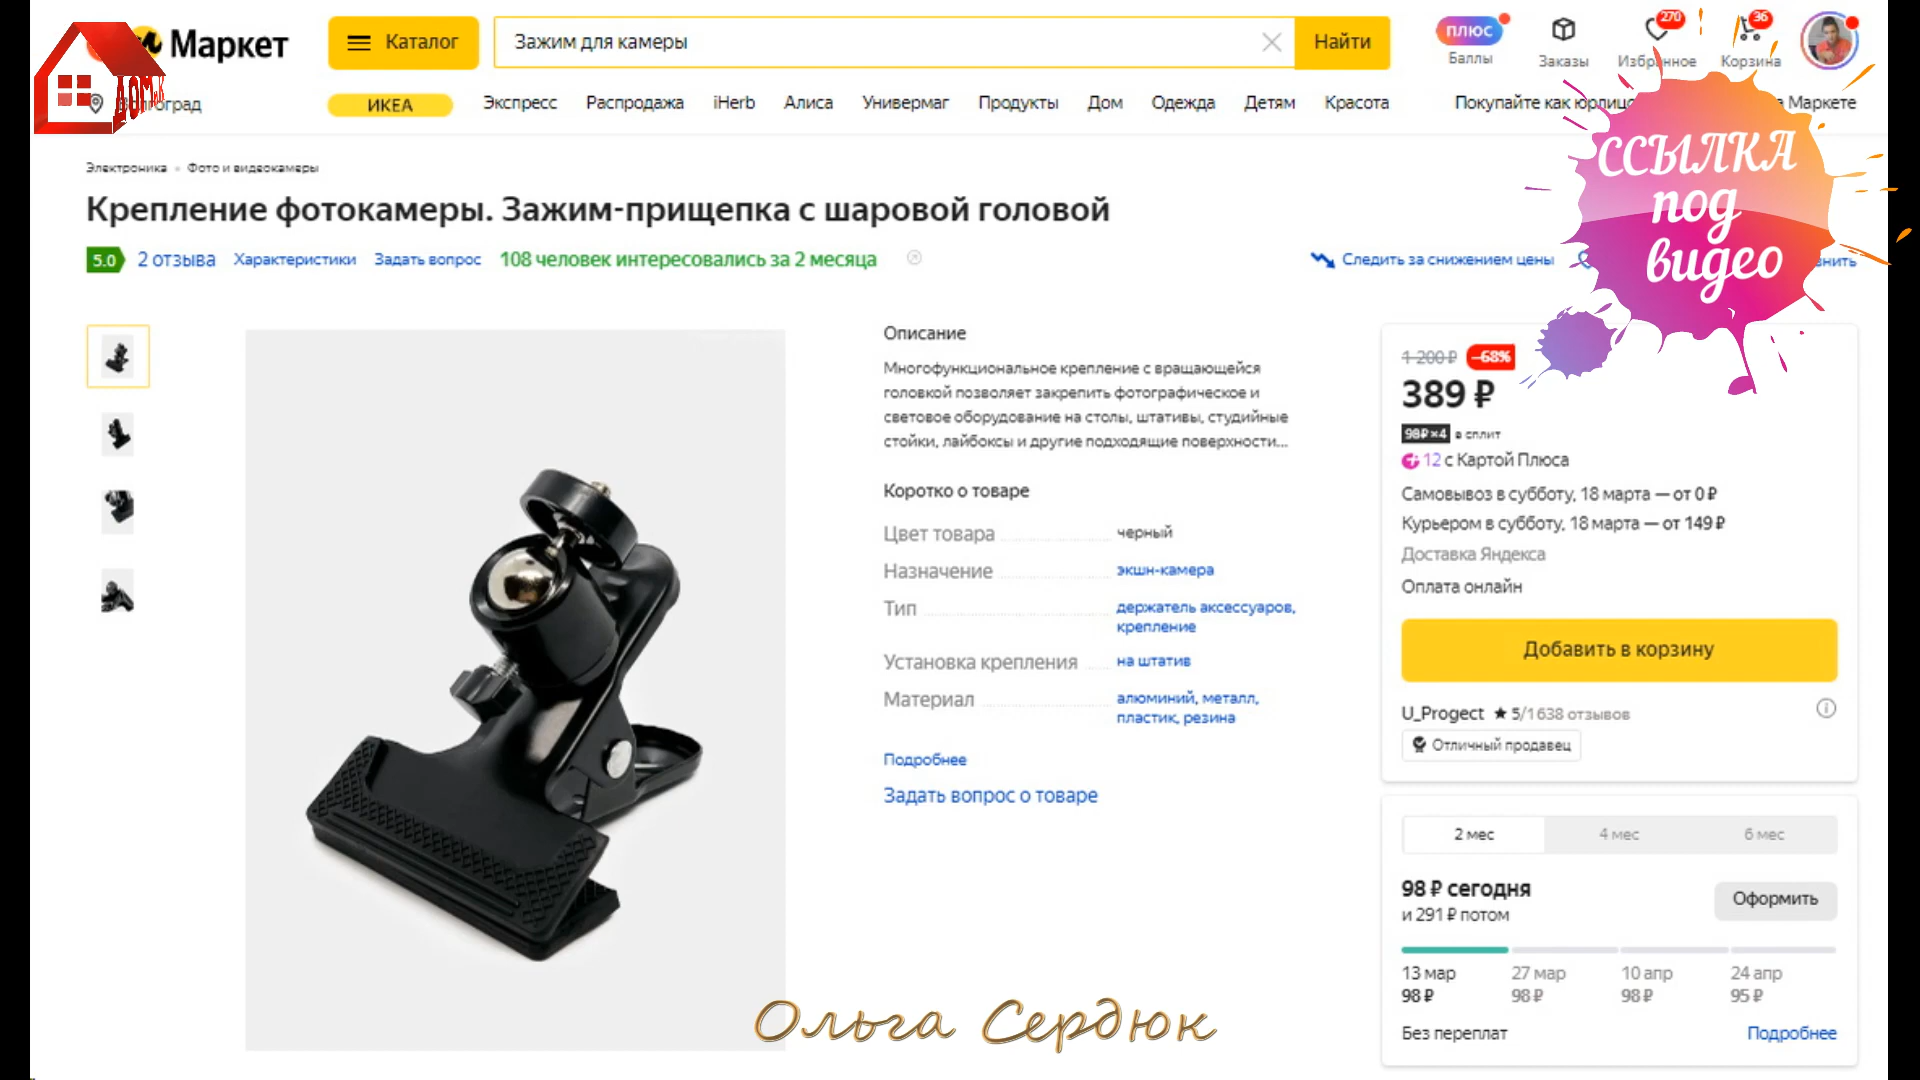 Маркет
Каталог
Зажим для камеры
Найти
плюс
Баллы
Заказы
270
Избранное
36
Корзина
ДОМ
ИКЕА
Экспресс
Распродажа
iHerb
Алиса
Универмаг
Продукты
Дом
Одежда
Детям
Красота
Покупайте как юрлицо
Маркете
ССЫЛКА
под
видео
Электроника
Фото и видеокамеры
Крепление фотокамеры. Зажим-прищепка с шаровой головой
5.0
2 отзыва
Характеристики
Задать вопрос
108 человек интересовались за 2 месяца
Следить за снижением цены
Описание
Многофункциональное крепление с вращающейся
головкой позволяет закрепить фотографическое и
световое оборудование на столы, штативы, студийные
стойки, лайбоксы и другие подходящие поверхности...
Коротко о товаре
Цвет товара черный
Назначение экшн-камера
Тип держатель аксессуаров,
крепление
Установка крепления на штатив
Материал алюминий, металл,
пластик, резина
Подробнее
Задать вопрос о товаре
1 200 ₽ –68%
389 ₽
98₽×4 в сплит
12 с Картой Плюса
Самовывоз в субботу, 18 марта — от 0 ₽
Курьером в субботу, 18 марта — от 149 ₽
Доставка Яндекса
Оплата онлайн
Добавить в корзину
U_Progect ★ 5/1638 отзывов
Отличный продавец
2 мес 4 мес 6 мес
98 ₽ сегодня
и 291 ₽ потом
Оформить
13 мар 27 мар 10 апр 24 апр
98 ₽ 98 ₽ 98 ₽ 95 ₽
Без переплат Подробнее
Ольга Сердюк